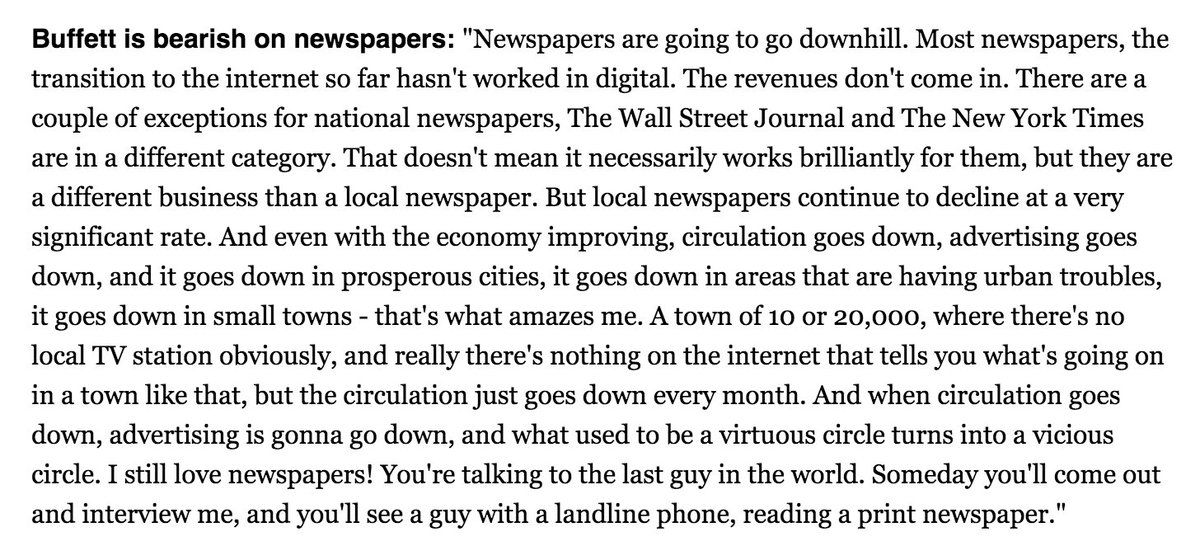 Buffett is bearish on newspapers: "Newspapers are going to go downhill. Most newspapers, the
transition to the internet so far hasn't worked in digital. The revenues don't come in. There are a
couple of exceptions for national newspapers, The Wall Street Journal and The New York Times
are in a different category. That doesn't mean it necessarily works brilliantly for them, but they are
a different business than a local newspaper. But local newspapers continue to decline at a very
significant rate. And even with the economy improving, circulation goes down, advertising goes
down, and it goes down in prosperous cities, it goes down in areas that are having urban troubles,
it goes down in small towns - that's what amazes me. A town of 10 or 20,000, where there's no
local TV station obviously, and really there's nothing on the internet that tells you what's going on
in a town like that, but the circulation just goes down every month. And when circulation goes
down, advertising is gonna go down, and what used to be a virtuous circle turns into a vicious
circle. I still love newspapers! You're talking to the last guy in the world. Someday you'll come out
and interview me, and you'll see a guy with a landline phone, reading a print newspaper."